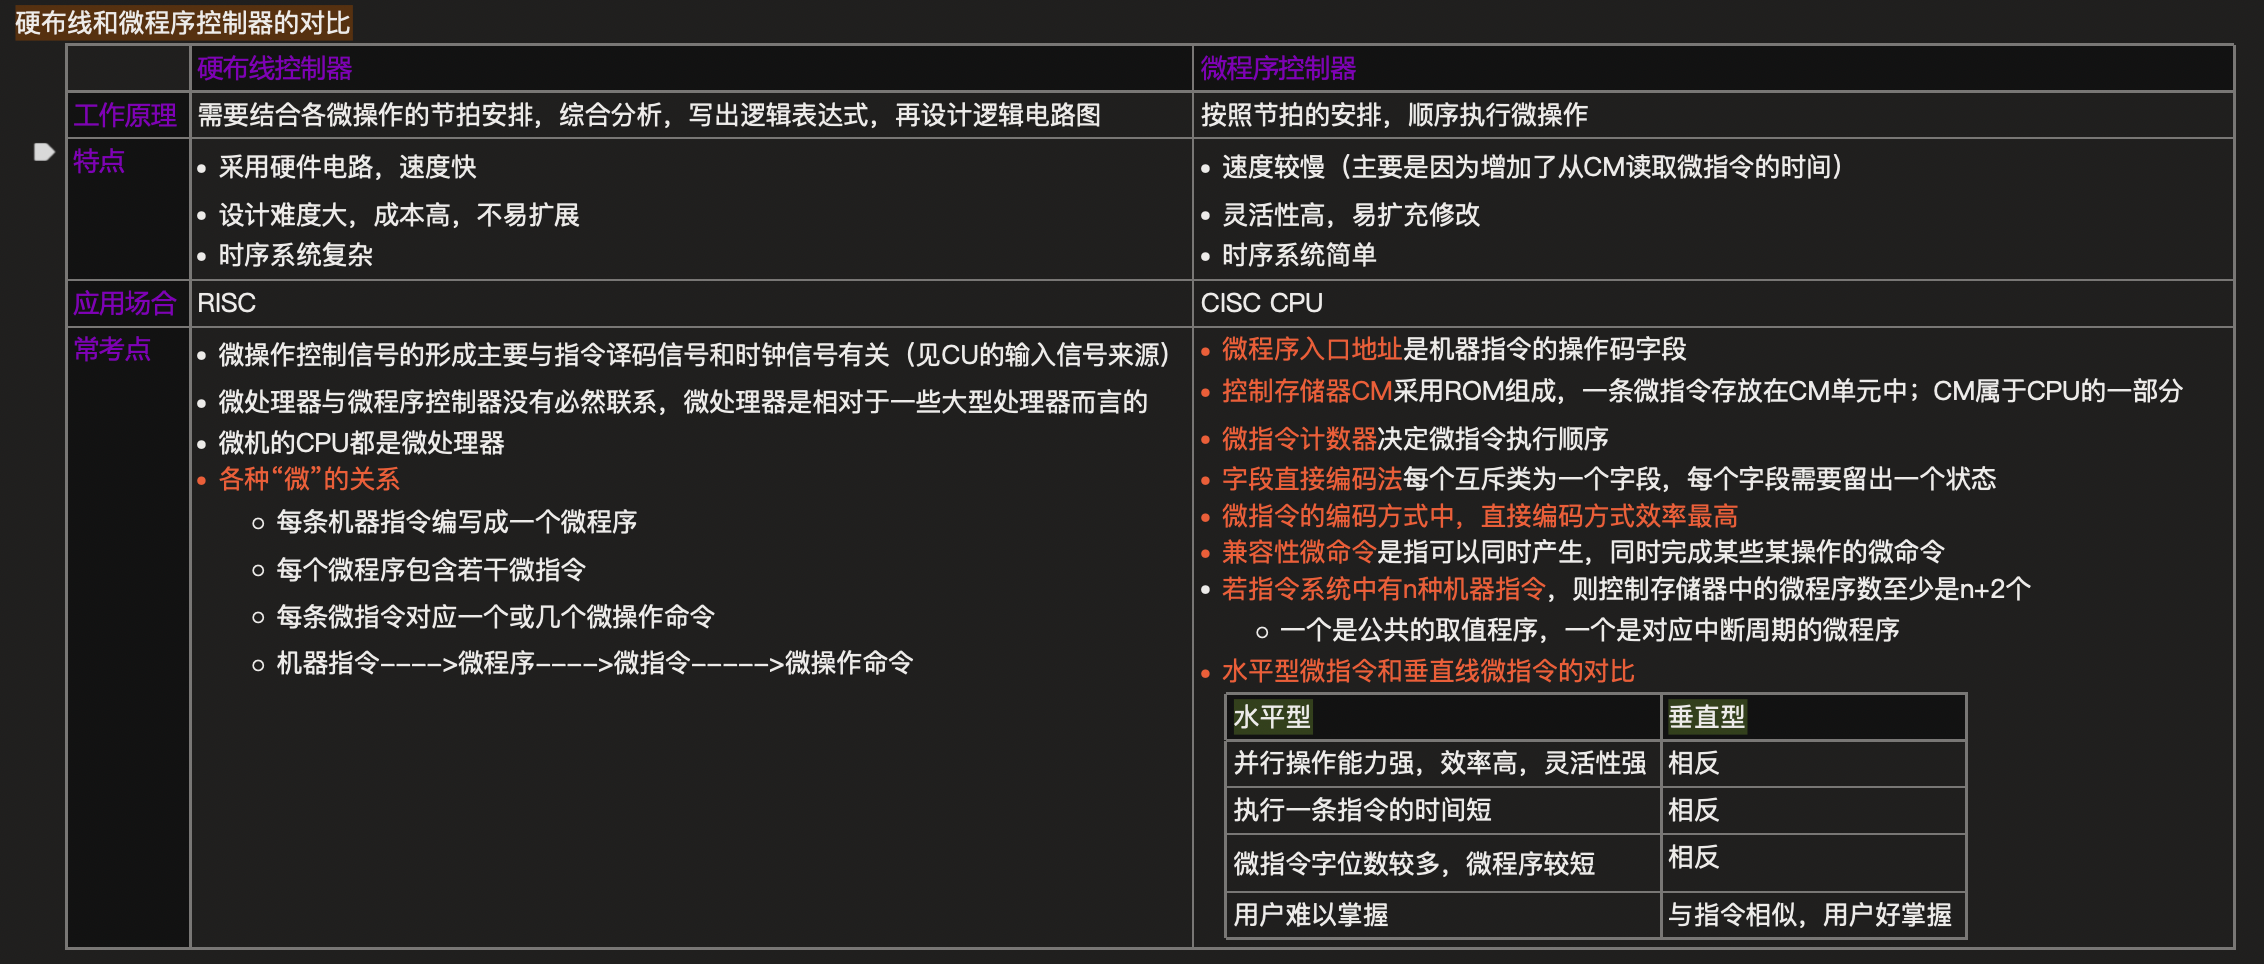 硬布线和微程序控制器的对比
硬布线控制器
微程序控制器
工作原理
需要结合各微操作的节拍安排，综合分析，写出逻辑表达式，再设计逻辑电路图
按照节拍的安排，顺序执行微操作
特点
• 采用硬件电路，速度快
• 设计难度大，成本高，不易扩展
• 时序系统复杂
• 速度较慢（主要是因为增加了从CM读取微指令的时间）
• 灵活性高，易扩充修改
• 时序系统简单
应用场合
RISC
CISC CPU
常考点
• 微操作控制信号的形成主要与指令译码信号和时钟信号有关（见CU的输入信号来源）
• 微处理器与微程序控制器没有必然联系，微处理器是相对于一些大型处理器而言的
• 微机的CPU都是微处理器
• 各种“微”的关系
○ 每条机器指令编写成一个微程序
○ 每个微程序包含若干微指令
○ 每条微指令对应一个或几个微操作命令
○ 机器指令---->微程序---->微指令----->微操作命令
• 微程序入口地址是机器指令的操作码字段
• 控制存储器CM采用ROM组成，一条微指令存放在CM单元中；CM属于CPU的一部分
• 微指令计数器决定微指令执行顺序
• 字段直接编码法每个互斥类为一个字段，每个字段需要留出一个状态
• 微指令的编码方式中，直接编码方式效率最高
• 兼容性微命令是指可以同时产生，同时完成某些某操作的微命令
• 若指令系统中有n种机器指令，则控制存储器中的微程序数至少是n+2个
○ 一个是公共的取值程序，一个是对应中断周期的微程序
• 水平型微指令和垂直线微指令的对比
水平型
垂直型
并行操作能力强，效率高，灵活性强
相反
执行一条指令的时间短
相反
微指令字位数较多，微程序较短
相反
用户难以掌握
与指令相似，用户好掌握